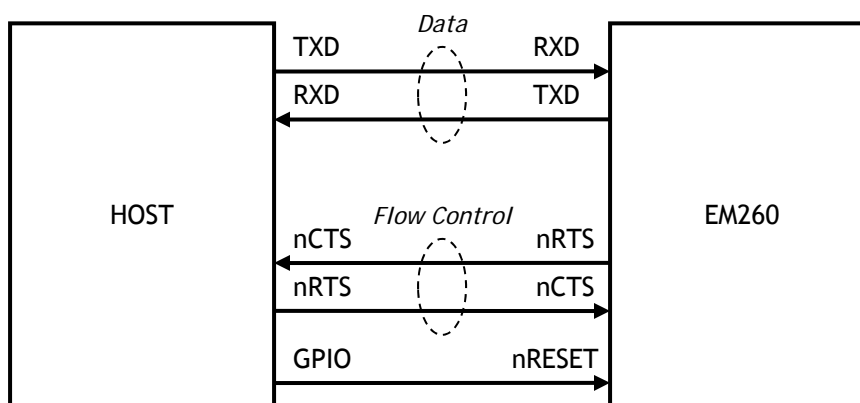 Data
TXD RXD
RXD TXD
HOST Flow Control EM260
nCTS nRTS
nRTS nCTS
GPIO nRESET